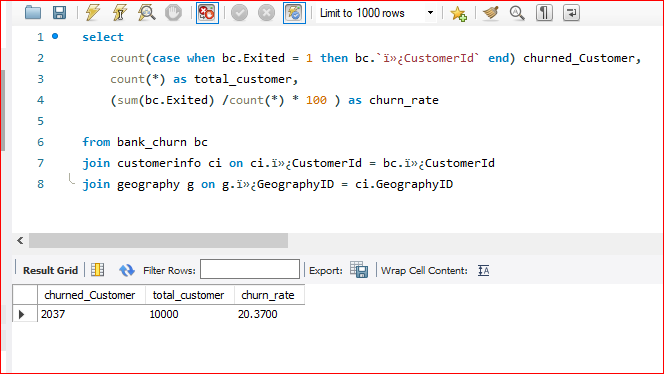 Limit to 1000 rows
1 select
2 count(case when bc.Exited = 1 then bc.`ï»¿CustomerId` end) churned_Customer,
3 count(*) as total_customer,
4 (sum(bc.Exited) /count(*) * 100 ) as churn_rate
5
6 from bank_churn bc
7 join customerinfo ci on ci.ï»¿CustomerId = bc.ï»¿CustomerId
8 join geography g on g.ï»¿GeographyID = ci.GeographyID
Result Grid Filter Rows: Export: Wrap Cell Content:
churned_Customer total_customer churn_rate
2037 10000 20.3700